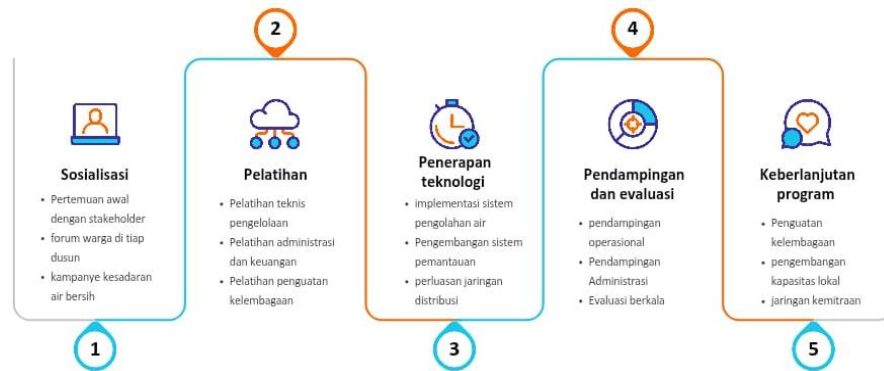 2
4
Sosialisasi
• Pertemuan awal
dengan stakeholder
• forum warga di tiap
dusun
• kampanye kesadaran
air bersih
1
Pelatihan
• Pelatihan teknis
pengelolaan
• Pelatihan administrasi
dan keuangan
• Pelatihan penguatan
kelembagaan
Penerapan
teknologi
• implementasi sistem
pengolahan air
• Pengembangan sistem
pemantauan
• perluasan jaringan
distribusi
3
Pendampingan
dan evaluasi
• pendampingan
operasional
• Pendampingan
Administrasi
• Evaluasi berkala
Keberlanjutan
program
• Penguatan
kelembagaan
• pengembangan
kapasitas lokal
• jaringan kemitraan
5